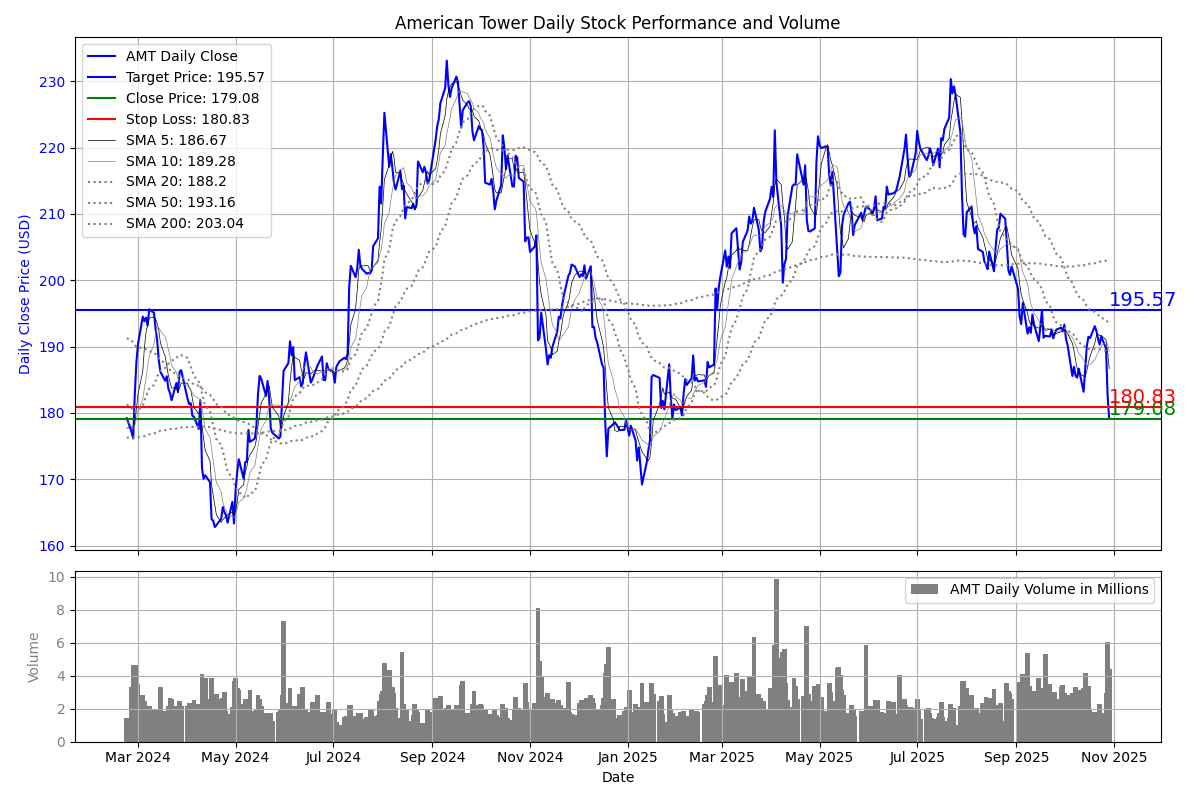 American Tower Daily Stock Performance and Volume
AMT Daily Close
Target Price: 195.57
Close Price: 179.08
Stop Loss: 180.83
SMA 5: 186.67
SMA 10: 189.28
SMA 20: 188.2
SMA 50: 193.16
SMA 200: 203.04
Daily Close Price (USD)
230
220
210
200
190
180
170
160
195.57
180.83
179.08
AMT Daily Volume in Millions
Volume
10
8
6
4
2
0
Mar 2024 May 2024 Jul 2024 Sep 2024 Nov 2024 Jan 2025 Mar 2025 May 2025 Jul 2025 Sep 2025 Nov 2025
Date